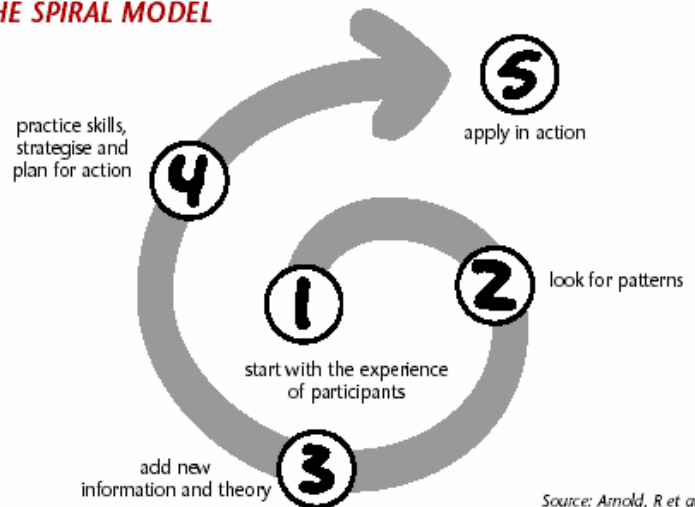 HE SPIRAL MODEL
5
apply in action
practice skills,
strategise and
plan for action
4
1
start with the experience
of participants
2
look for patterns
3
add new
information and theory
Source: Arnold, R et a